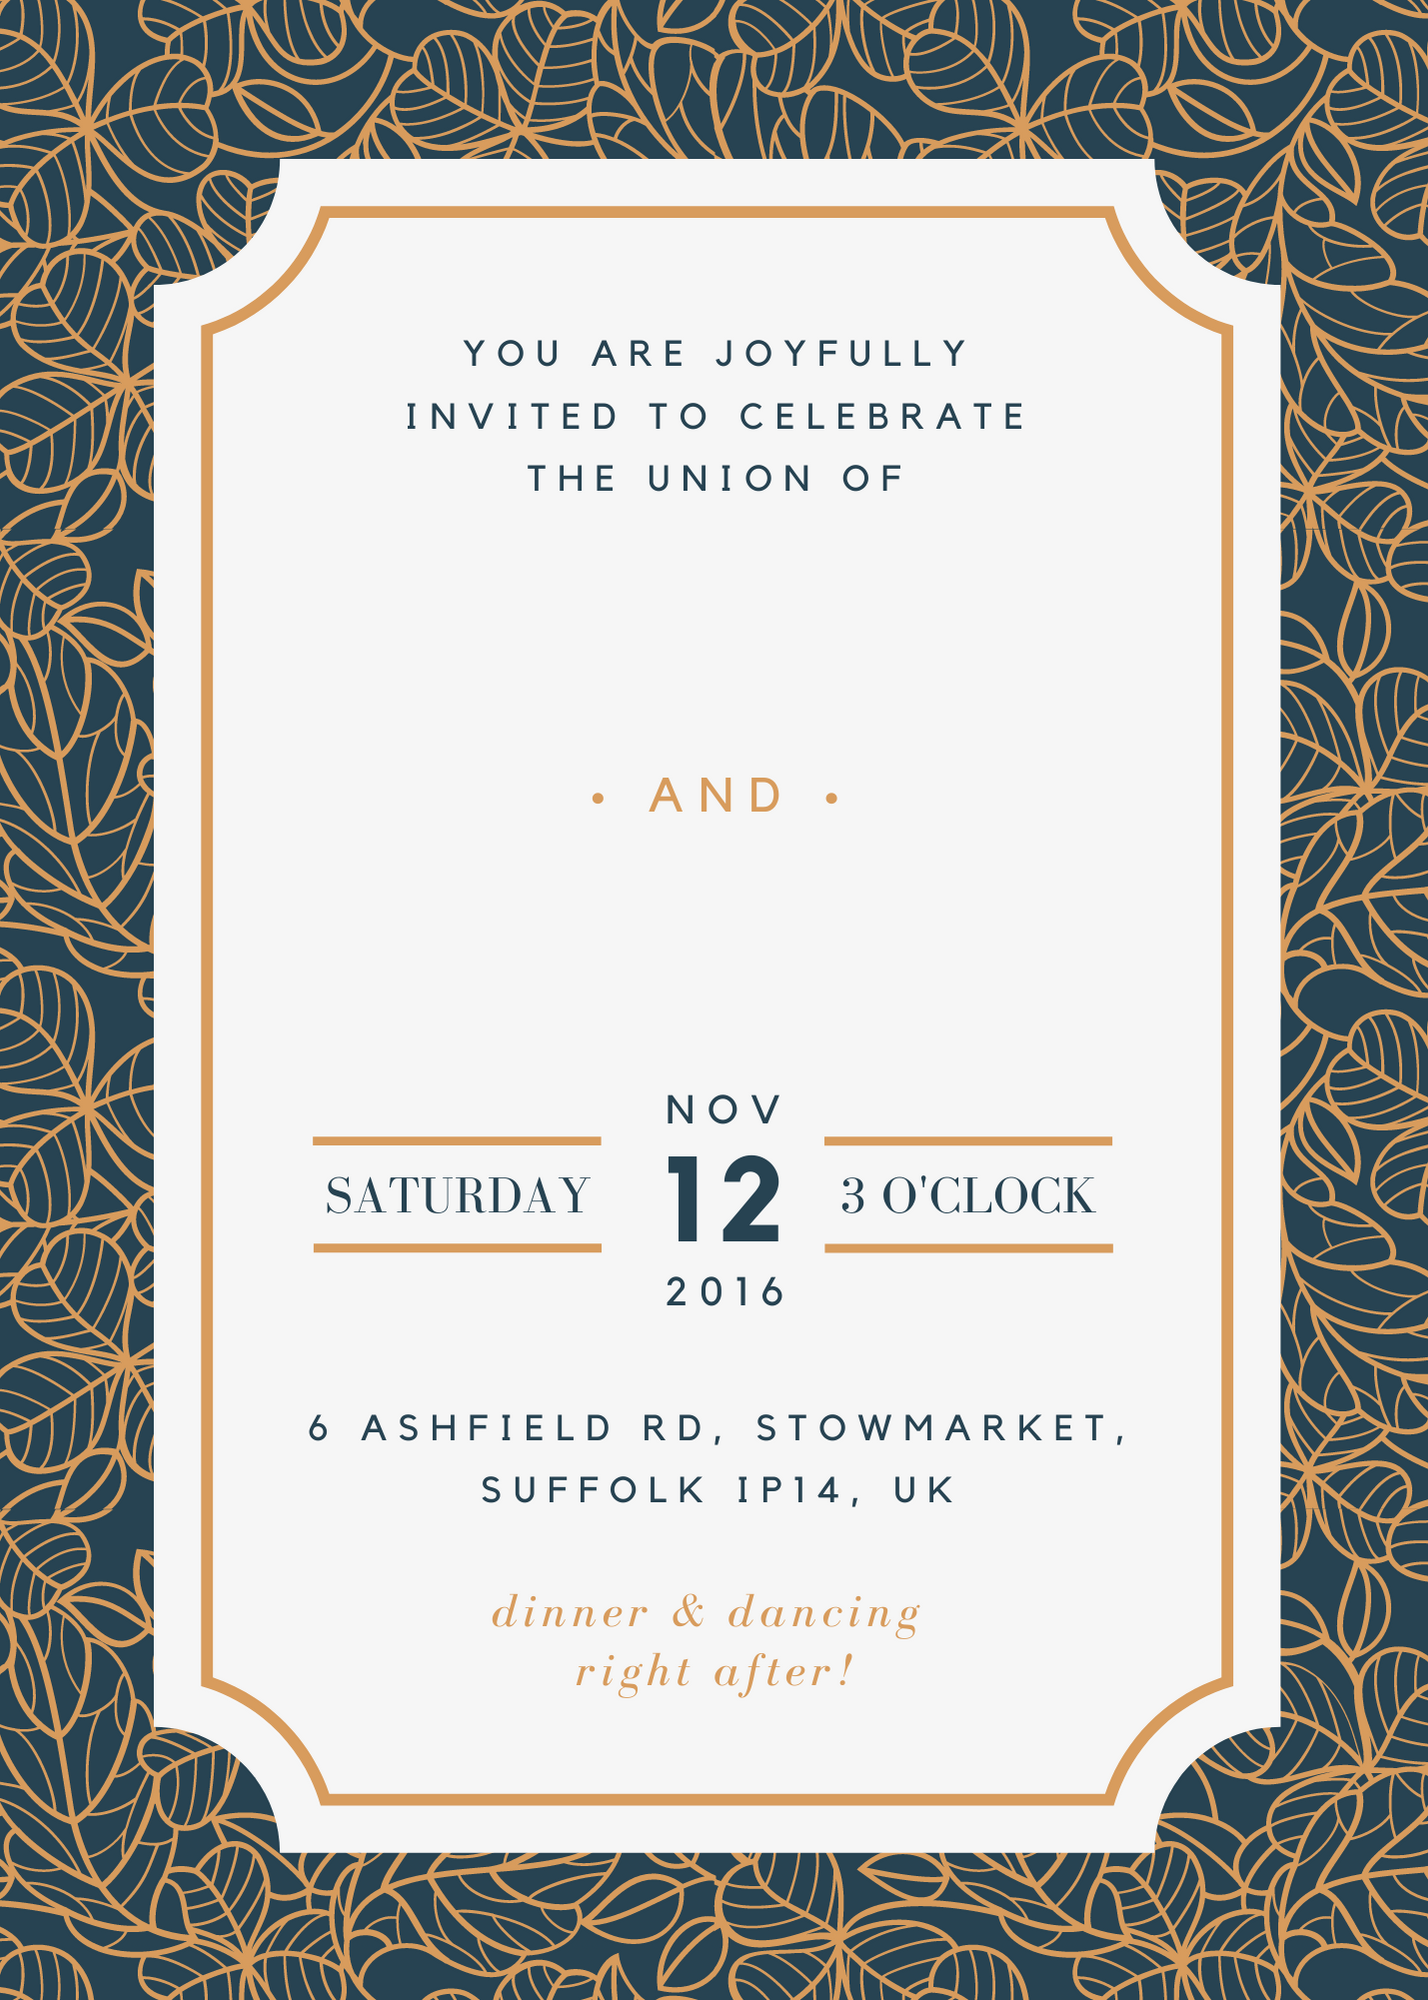 YOU ARE JOYFULLY
INVITED TO CELEBRATE
THE UNION OF
• AND •
NOV
SATURDAY 12 3 O'CLOCK
2016
6 ASHFIELD RD, STOWMARKET,
SUFFOLK IP14, UK
dinner & dancing
right after!